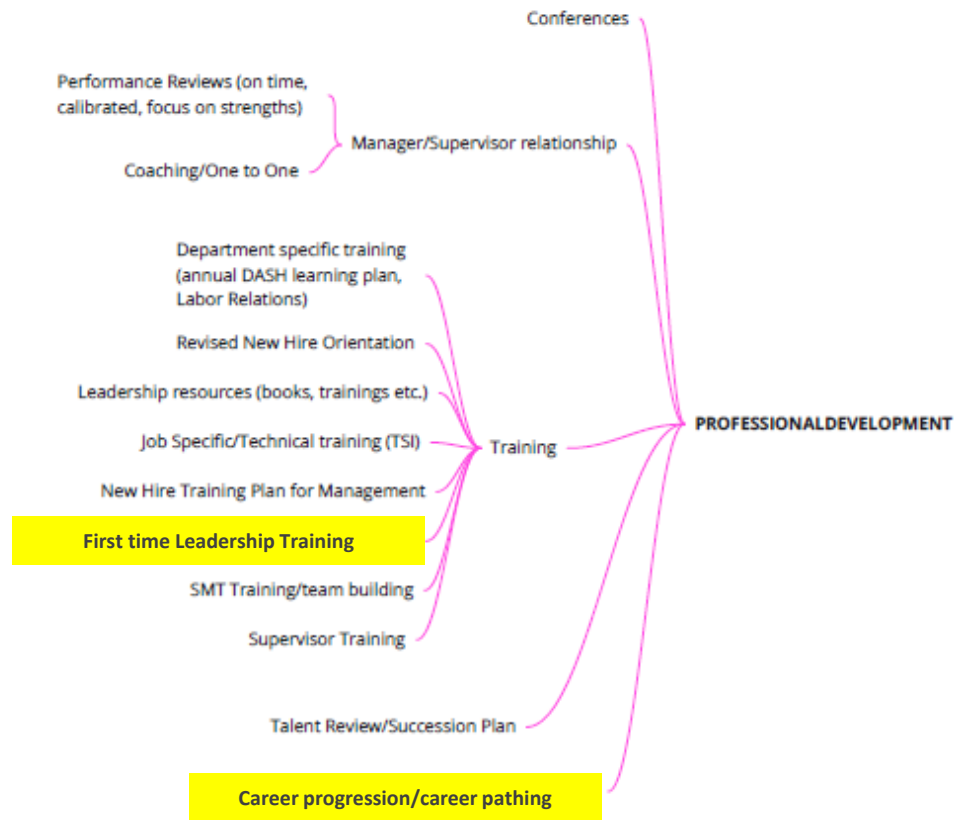 Conferences
Performance Reviews (on time,
calibrated, focus on strengths)
Manager/Supervisor relationship
Coaching/One to One
Department specific training
(annual DASH learning plan,
Labor Relations)
Revised New Hire Orientation
Leadership resources (books, trainings etc.)
PROFESSIONALDEVELOPMENT
Job Specific/Technical training (TSI)
Training
New Hire Training Plan for Management
First time Leadership Training
SMT Training/team building
Supervisor Training
Talent Review/Succession Plan
Career progression/career pathing